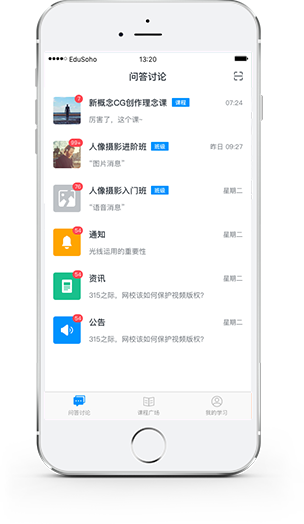 EduSoho 13:20
问答讨论
7
新概念CG创作理念课 课程 07:24
厉害了，这个课~
99+
人像摄影进阶班 班级 昨日 09:27
“图片消息”
76
人像摄影入门班 班级 星期二
“语音消息”
54
通知 星期二
光线运用的重要性
54
资讯 星期二
315之际、网校该如何保护视频版权?
54
公告 星期二
315之际、网校该如何保护视频版权?
问答讨论 课程广场 我的学习